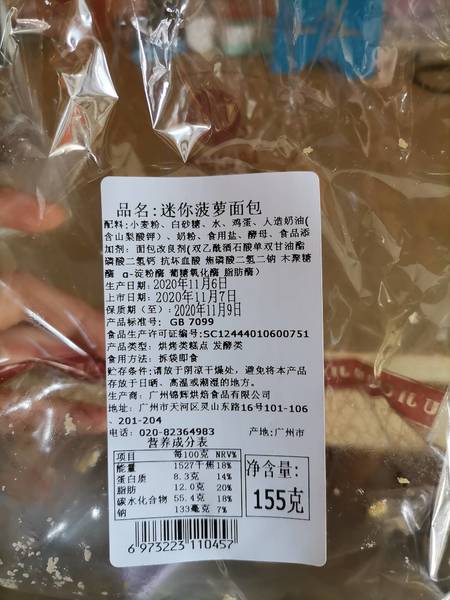 品名:迷你菠萝面包
配料:小麦粉、白砂糖、水、鸡蛋、人造奶油(
含山梨酸钾)、奶粉、食用盐、酵母、食品添
加剂: 面包改良剂(双乙酰酒石酸单双甘油酯
磷酸二氢钙 抗坏血酸 焦磷酸二氢二钠 木聚糖
酶 α-淀粉酶 葡糖氧化酶 脂肪酶)
生产日期:2020年11月6日
上市日期:2020年11月7日
保质期(至):2020年11月9日
产品标准号: GB 7099
食品生产许可证编号:SC12444010600751
产品类型: 烘烤类糕点 发酵类
食用方法: 拆袋即食
贮存条件:请放于阴凉干燥处,避免将本产品
存放于日晒、高温或潮湿的地方。
生产商: 广州锦辉烘焙食品有限公司
地址: 广州市天河区灵山东路16号101-106
、201-204
电话: 020-82364983 产地:广州市
营养成分表
项目 每100克 NRV%
能量 1527千焦 18%
蛋白质 8.3克 14%
脂肪 12.0克 20%
碳水化合物 55.4克 18%
钠 133毫克 7%
净含量:
155克
6 973223 110457